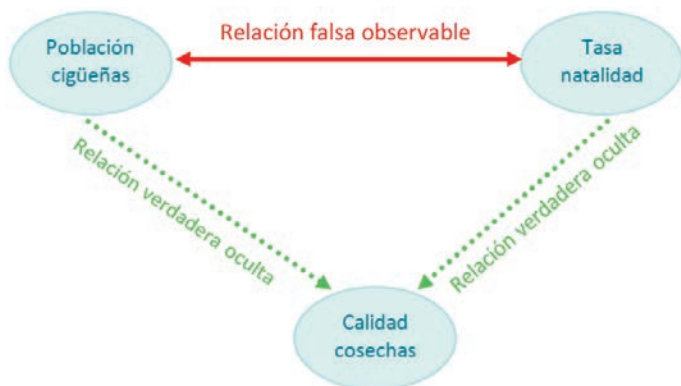 Relación falsa observable
Población
cigüeñas
Tasa
natalidad
Relación verdadera oculta
Relación verdadera oculta
Calidad
cosechas